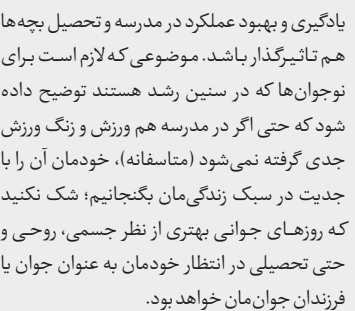 یادگیری و بهبود عملکرد در مدرسه و تحصیل بچه‌ها
هم تاثیرگذار باشد. موضوعی که لازم است برای
نوجوان‌ها که در سنین رشد هستند توضیح داده
شود که حتی اگر در مدرسه هم ورزش و زنگ ورزش
جدی گرفته نمی‌شود (متاسفانه)، خودمان آن را با
جدیت در سبک زندگی‌مان بگنجانیم؛ شک نکنید
که روزهای جوانی بهتری از نظر جسمی، روحی و
حتی تحصیلی در انتظار خودمان به عنوان جوان یا
فرزندان جوان‌مان خواهد بود.